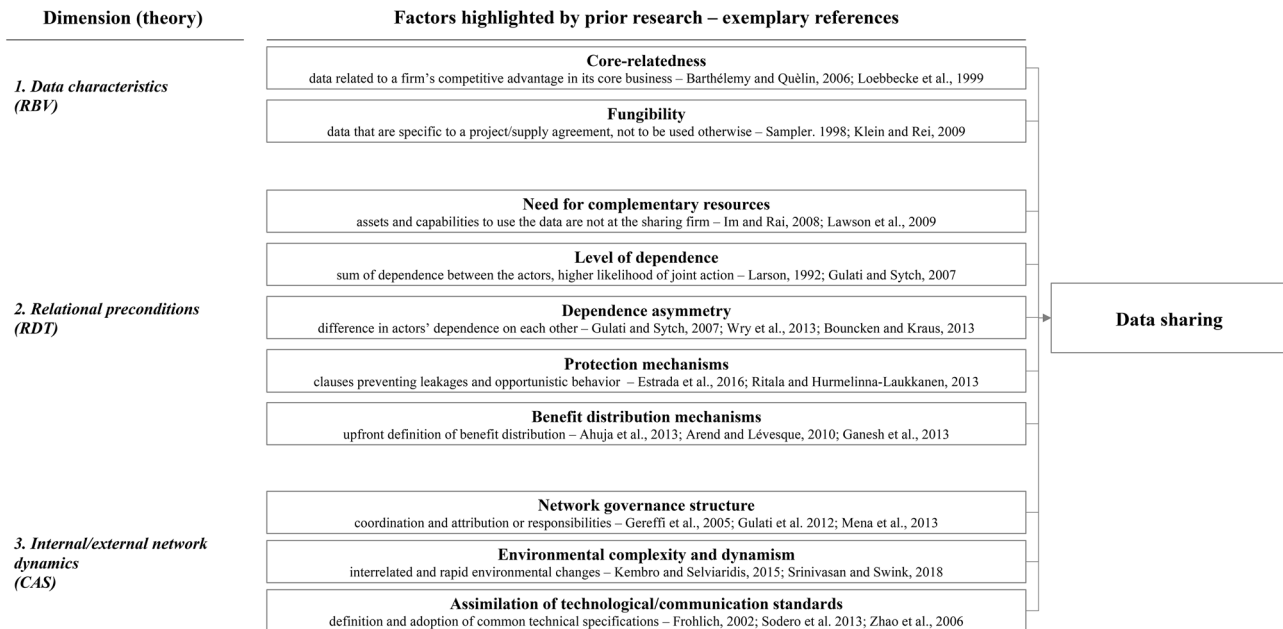 Dimension (theory)
Factors highlighted by prior research – exemplary references
1. Data characteristics
(RBV)
Core-relatedness
data related to a firm's competitive advantage in its core business – Barthélemy and Quèlin, 2006; Loebbecke et al., 1999
Fungibility
data that are specific to a project/supply agreement, not to be used otherwise – Sampler. 1998; Klein and Rei, 2009
2. Relational preconditions
(RDT)
Need for complementary resources
assets and capabilities to use the data are not at the sharing firm – Im and Rai, 2008; Lawson et al., 2009
Level of dependence
sum of dependence between the actors, higher likelihood of joint action – Larson, 1992; Gulati and Sytch, 2007
Dependence asymmetry
difference in actors' dependence on each other – Gulati and Sytch, 2007; Wry et al., 2013; Bouncken and Kraus, 2013
Protection mechanisms
clauses preventing leakages and opportunistic behavior – Estrada et al., 2016; Ritala and Hurmelinna-Laukkanen, 2013
Benefit distribution mechanisms
upfront definition of benefit distribution – Ahuja et al., 2013; Arend and Lévesque, 2010; Ganesh et al., 2013
3. Internal/external network
dynamics
(CAS)
Network governance structure
coordination and attribution or responsibilities – Gereffi et al., 2005; Gulati et al. 2012; Mena et al., 2013
Environmental complexity and dynamism
interrelated and rapid environmental changes – Kembro and Selviaridis, 2015; Srinivasan and Swink, 2018
Assimilation of technological/communication standards
definition and adoption of common technical specifications – Frohlich, 2002; Sodero et al. 2013; Zhao et al., 2006
Data sharing